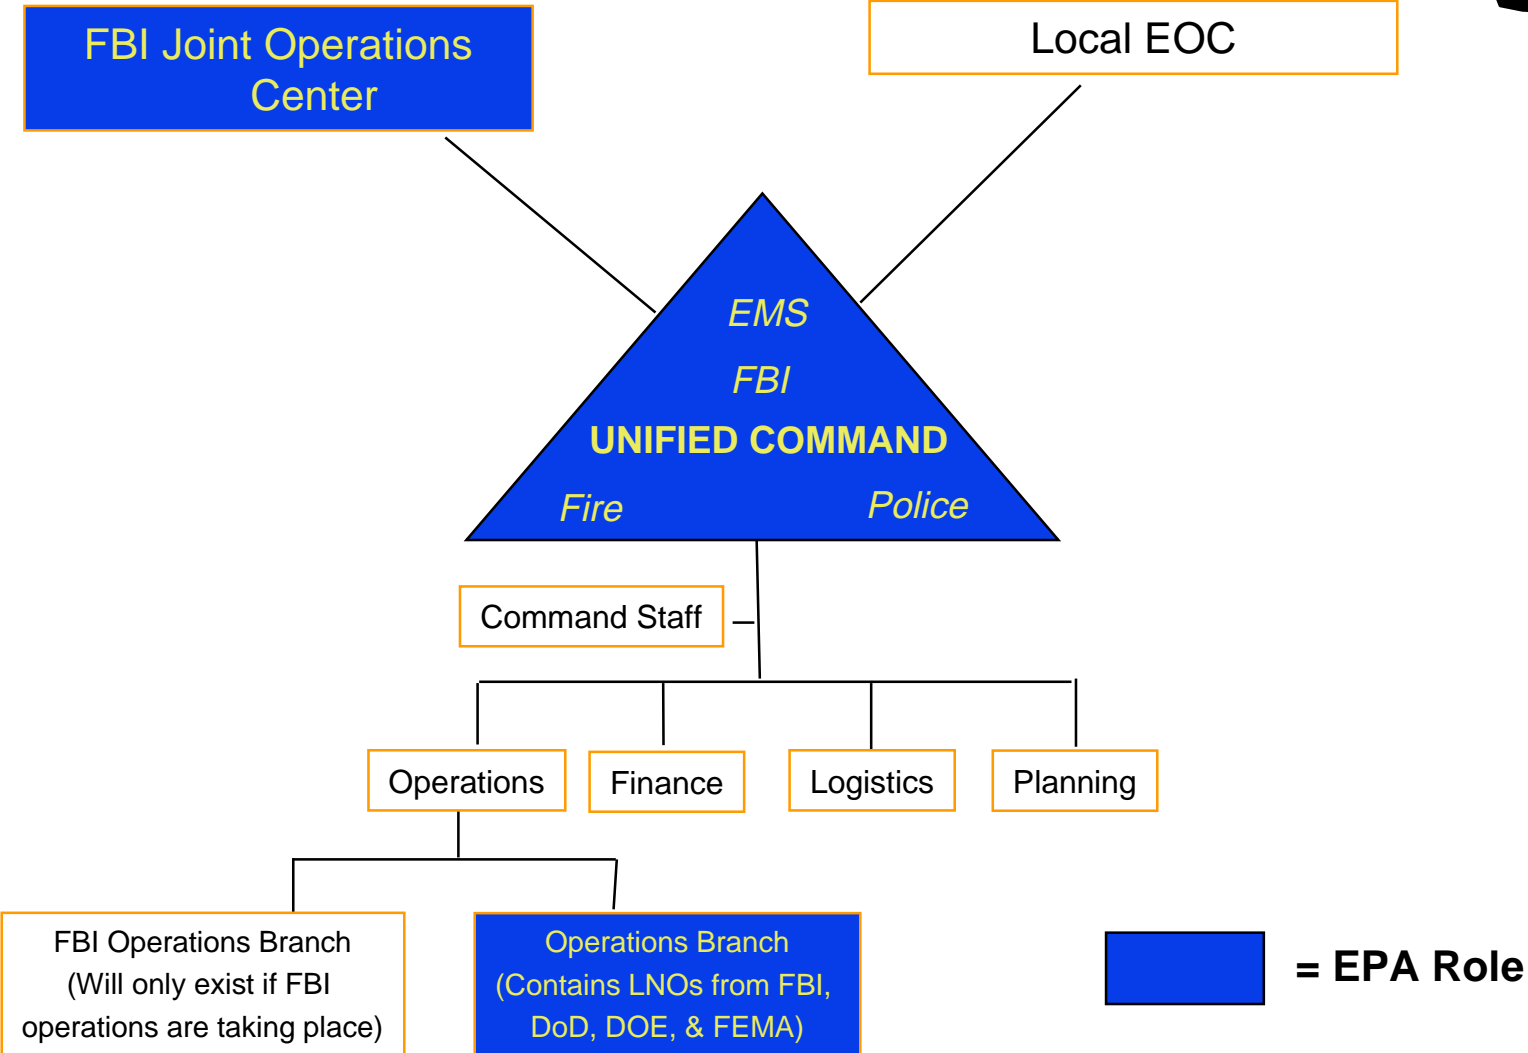 FBI Joint Operations
Center
Local EOC
EMS
FBI
UNIFIED COMMAND
Fire
Police
Command Staff
Operations
Finance
Logistics
Planning
FBI Operations Branch
(Will only exist if FBI
operations are taking place)
Operations Branch
(Contains LNOs from FBI,
DoD, DOE, & FEMA)
= EPA Role